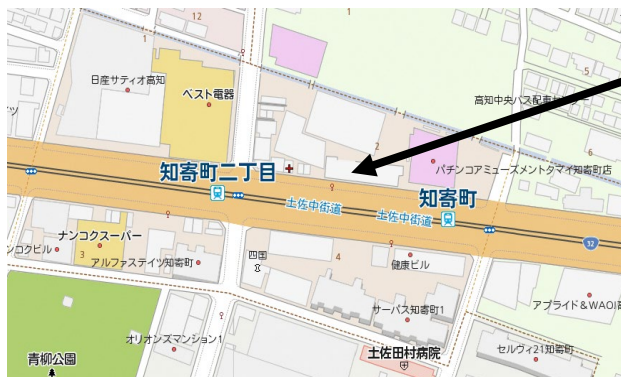 12
1
1
5
日産サティオ高知
ベスト電器
高知中央バス配車センター
2
6
パチンコアミューズメントタマイ知寄町店
知寄町二丁目
知寄町
土佐中街道
土佐中街道
ナンコクスーパー
32
ンコクビル
3
アルファステイツ知寄町
四国
4
健康ビル
サーパス知寄町1
アプライド&WAOI高
オリオンズマンション1
青柳公園
土佐田村病院
セルヴィ21知寄町